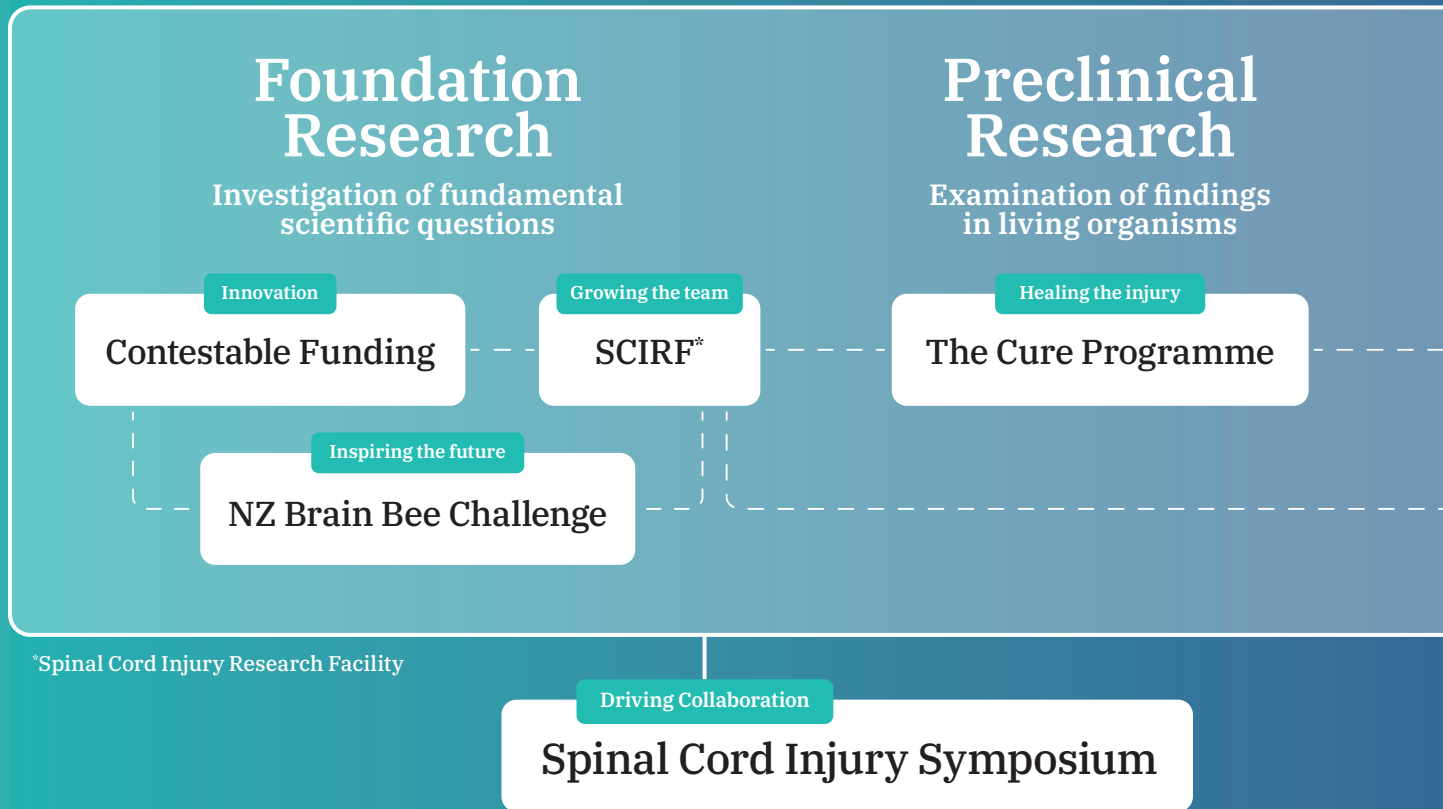 Foundation
Research
Investigation of fundamental
scientific questions
Innovation
Contestable Funding
Growing the team
SCIRF*
Inspiring the future
NZ Brain Bee Challenge
Preclinical
Research
Examination of findings
in living organisms
Healing the injury
The Cure Programme
*Spinal Cord Injury Research Facility
Driving Collaboration
Spinal Cord Injury Symposium